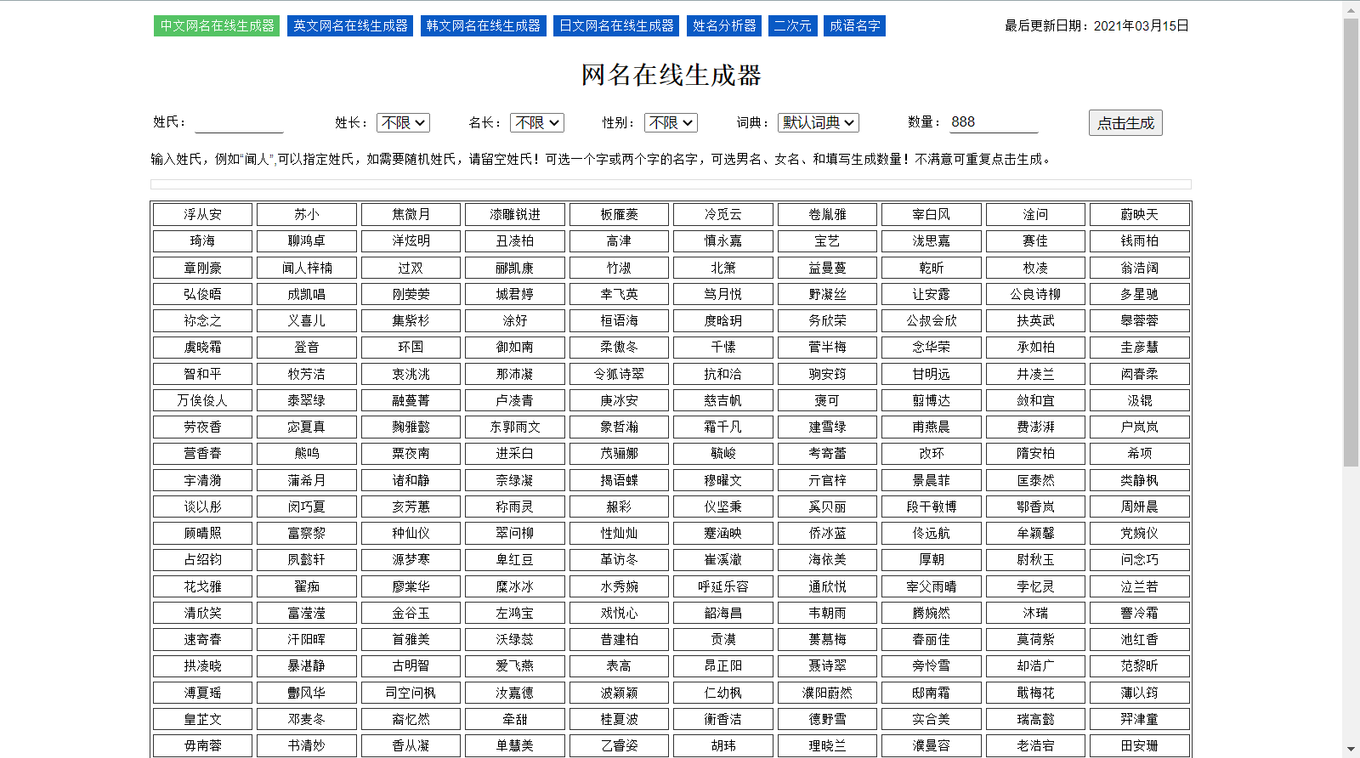 中文网名在线生成器 英文网名在线生成器 韩文网名在线生成器 日文网名在线生成器 姓名分析器 二次元 成语名字 最后更新日期：2021年03月15日
网名在线生成器
姓氏： 姓长： 不限 名长： 不限 性别： 不限 词典： 默认词典 数量： 888 点击生成
输入姓氏，例如“闻人”,可以指定姓氏，如需要随机姓氏，请留空姓氏！可选一个字或两个字的名字，可选男名、女名、和填写生成数量！不满意可重复点击生成。
浮从安 苏小 焦微月 漆雕锐进 板雁菱 冷觅云 卷胤雅 宰白风 淦问 蔚映天
琦海 聊鸿卓 洋炫明 丑凌柏 高津 慎永嘉 宝艺 泷思嘉 赛佳 钱雨柏
章刚豪 闻人梓楠 过双 郦凯康 竹淑 北箫 益曼蔓 乾昕 枚凌 翁浩阔
弘俊晤 成凯唱 刚荌荌 城君婷 幸飞英 笃月悦 野凝丝 让安露 公良诗柳 多星驰
祢念之 义喜儿 集紫杉 涂好 桓语海 度晗玥 务欣荣 公叔会欣 扶英武 皋蓉蓉
虞晓霜 登音 环国 御如南 柔傲冬 千愫 菅半梅 念华荣 承如柏 圭彦慧
智和平 牧芳洁 衷洮洮 那沛凝 令狐诗翠 抗和洽 驹安筠 甘明远 井凌兰 闳春柔
万俟俊人 泰翠绿 融蔓菁 卢凌青 庚冰安 慈吉帆 褒可 翦博达 敛和宜 汲锟
劳夜香 宓夏真 鞠雅懿 东郭雨文 象哲瀚 霜千凡 建雪绿 甫燕晨 费澎湃 户岚岚
营香春 熊鸣 粟夜南 进采白 茂骊娜 毓峻 考寄蕾 改环 隋安柏 希项
宇清漪 蒲希月 诸和静 奈绿凝 揭语蝶 穆曜文 亓官梓 景晨菲 匡泰然 类静枫
谈以彤 闵巧夏 亥芳蕙 称雨灵 赧彩 仪坚秉 奚贝丽 段干敏博 鄂香岚 周妍晨
顾晴照 富察黎 种仙仪 翠问柳 性灿灿 蹇涵映 侨冰蓝 佟远航 牟颖馨 党婉仪
占绍钧 夙懿轩 源梦寒 卑红豆 革访冬 崔溪澈 海依美 厚朝 尉秋玉 问念巧
花戈雅 翟痴 廖棠华 糜冰冰 水秀婉 呼延乐容 通欣悦 宰父雨晴 李忆灵 泣兰若
清欣笑 富滢滢 金谷玉 左鸿宝 戏悦心 韶海昌 韦朝雨 腾婉然 沐瑞 謇冷霜
速寄春 汗阳晖 首雅美 沃绿蕊 昔建柏 贡漠 蒉慕梅 春丽佳 莫荷紫 池红香
拱凌晓 暴湛静 古明智 爱飞燕 表高 昂正阳 聂诗翠 旁怜雪 却浩广 范黎昕
溥夏瑶 酆风华 司空问枫 汝嘉德 波颖颖 仁幼枫 濮阳蔚然 邸南霜 戢梅花 蒲以筠
皇芷文 邓麦冬 裔忆然 牵甜 桂夏波 衡香洁 德野雪 实合美 瑞高懿 羿津童
毋南蓉 书清妙 香从凝 单慧美 乙睿姿 胡玮 理晓兰 濮曼容 老浩宕 田安珊